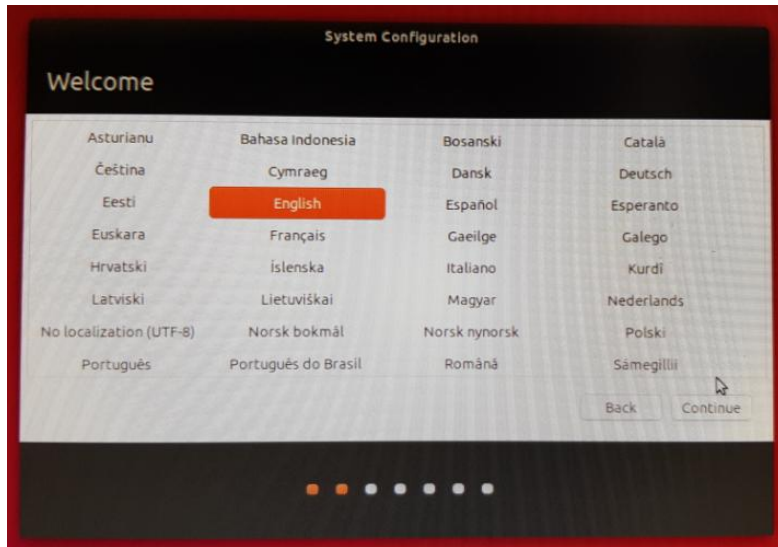 System Configuration
Welcome
Asturianu Bahasa Indonesia Bosanski Català
Čeština Cymraeg Dansk Deutsch
Eesti English Español Esperanto
Euskara Français Gaeilge Galego
Hrvatski Íslenska Italiano Kurdî
Latviski Lietuviškai Magyar Nederlands
No localization (UTF-8) Norsk bokmål Norsk nynorsk Polski
Português Português do Brasil Română Sámegillii
Back Continue